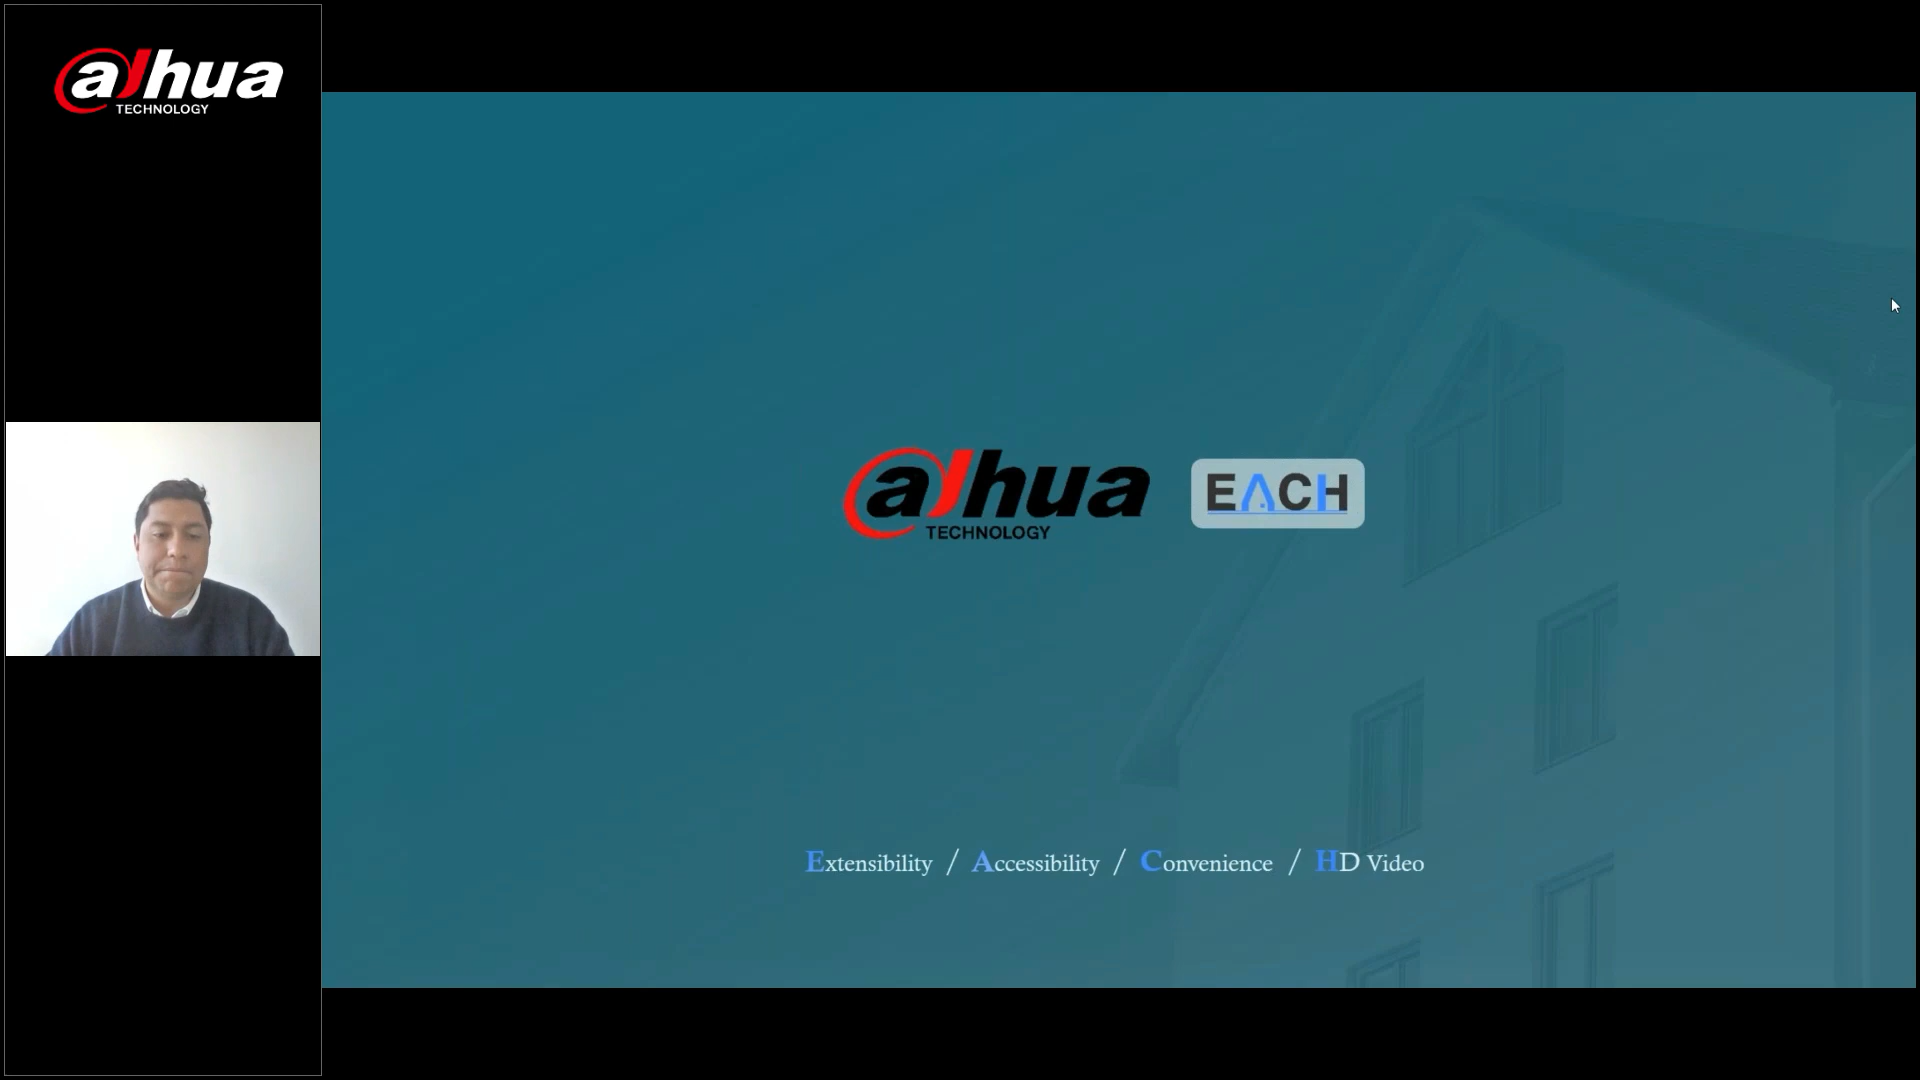 alhua
TECHNOLOGY
alhua
TECHNOLOGY
EACH
Extensibility / Accessibility / Convenience / HD Video